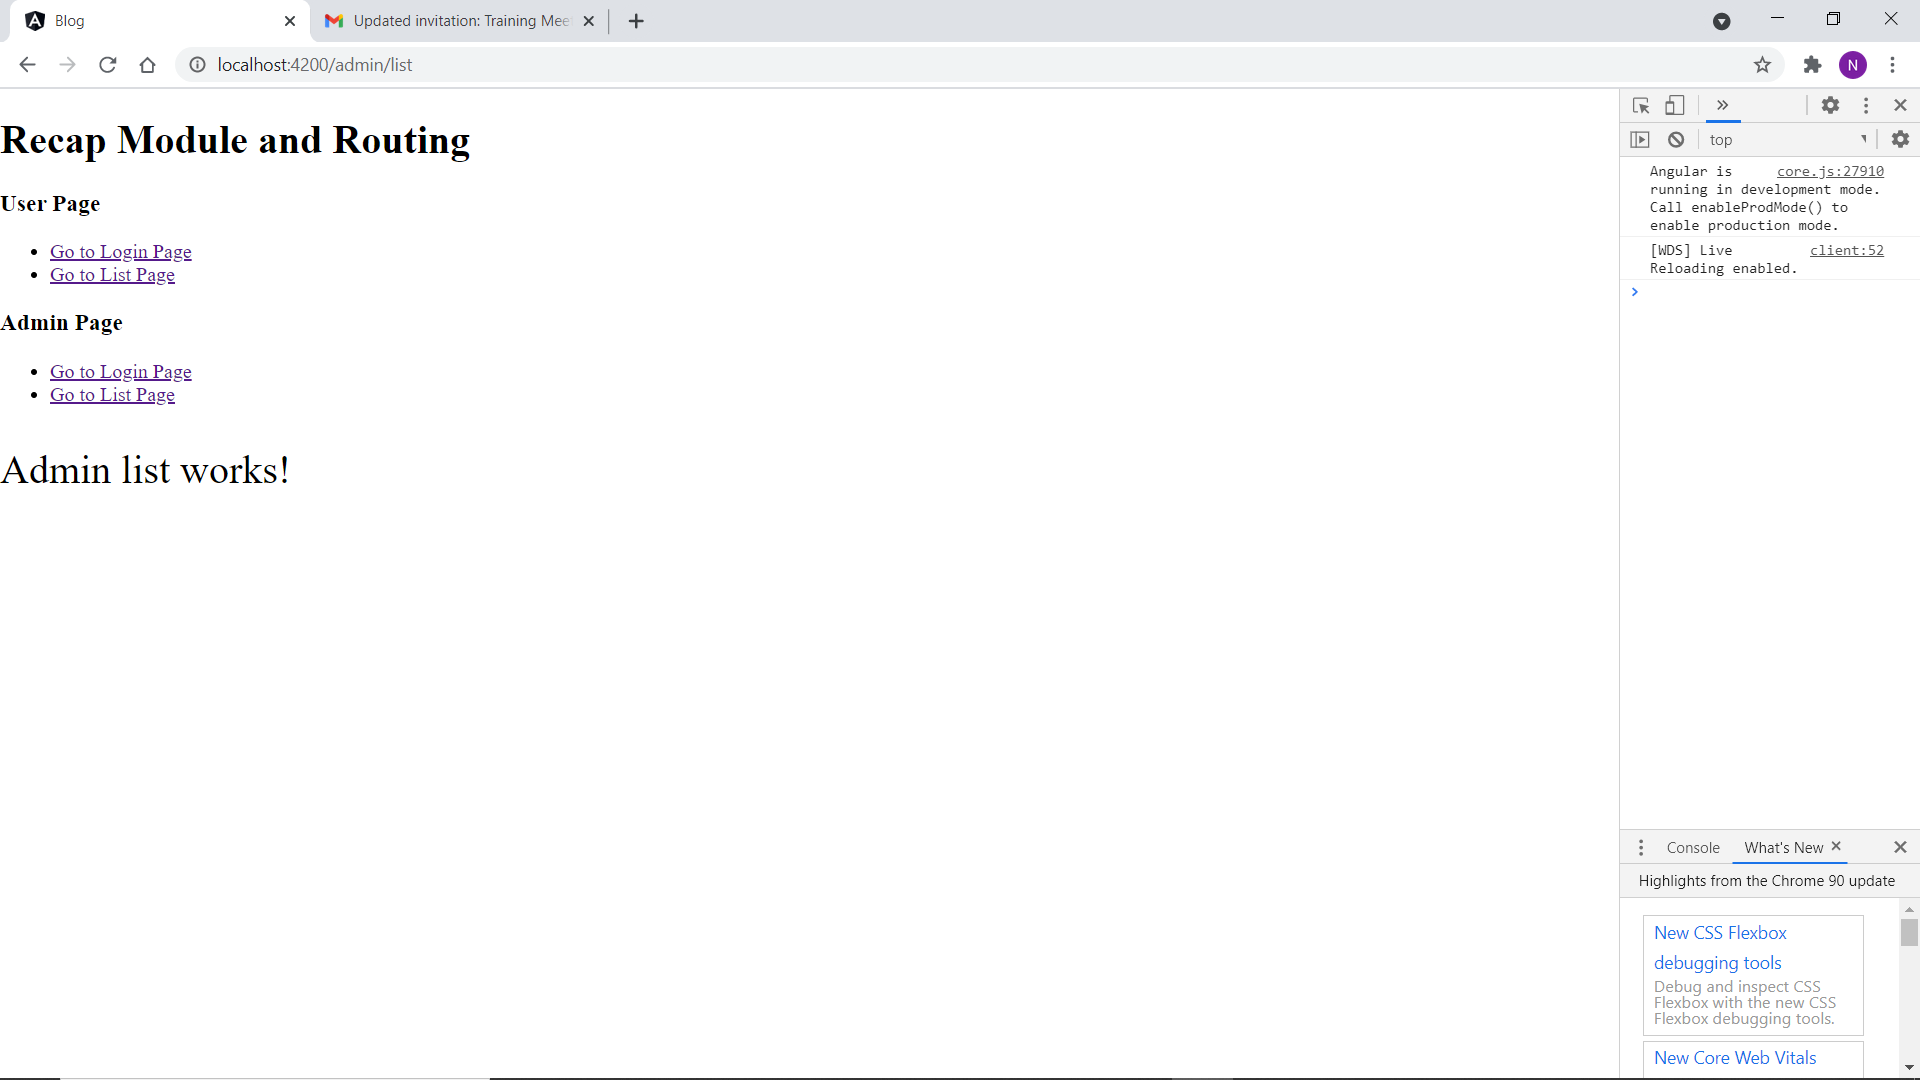 Blog
Updated invitation: Training Mee
localhost:4200/admin/list
N
Recap Module and Routing
User Page
Go to Login Page
Go to List Page
Admin Page
Go to Login Page
Go to List Page
Admin list works!
top
Angular is core.js:27910
running in development mode.
Call enableProdMode() to
enable production mode.
[WDS] Live client:52
Reloading enabled.
Console What's New
Highlights from the Chrome 90 update
New CSS Flexbox
debugging tools
Debug and inspect CSS
Flexbox with the new CSS
Flexbox debugging tools.
New Core Web Vitals